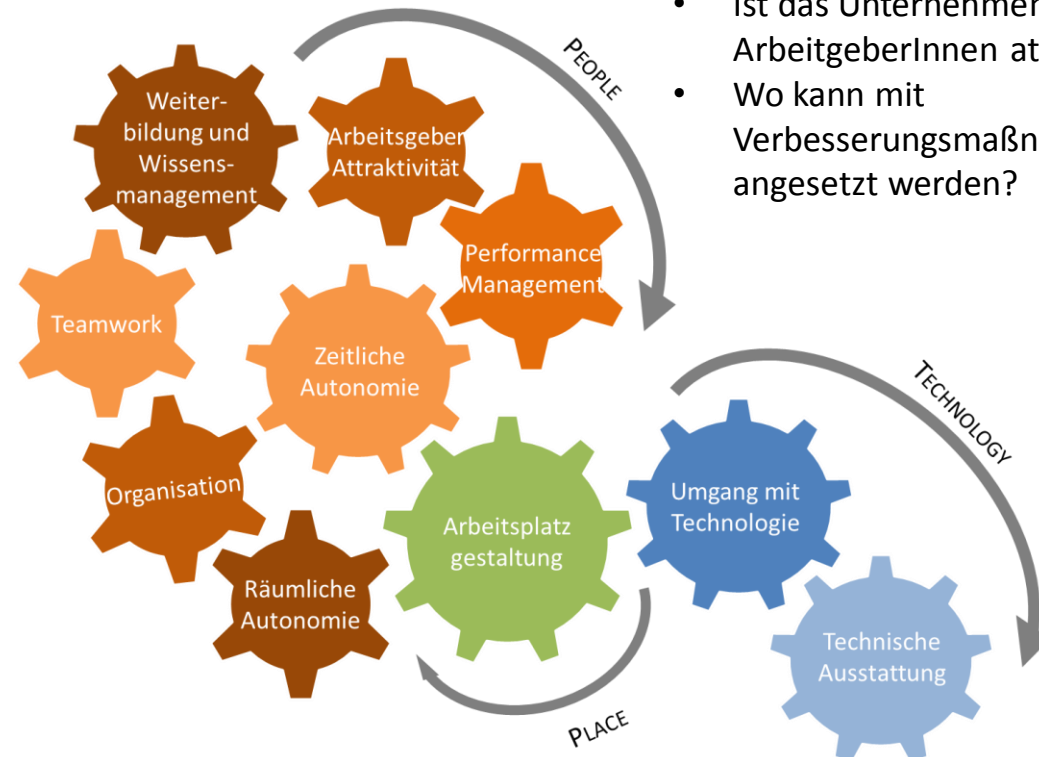 • Ist das Unternehmen
ArbeitgeberInnen at
• Wo kann mit
Verbesserungsmaßn
angesetzt werden?
PEOPLE
Weiter-
bildung und
Wissens-
management
Arbeitsgeber
Attraktivität
Performance
Management
Teamwork
Zeitliche
Autonomie
TECHNOLOGY
Organisation
Umgang mit
Technologie
Arbeitsplatz
gestaltung
Räumliche
Autonomie
Technische
Ausstattung
PLACE